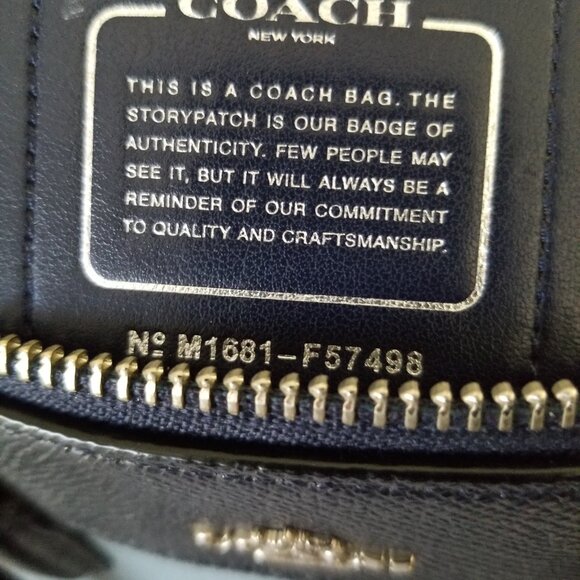 COACH
NEW YORK
THIS IS A COACH BAG. THE
STORYPATCH IS OUR BADGE OF
AUTHENTICITY. FEW PEOPLE MAY
SEE IT, BUT IT WILL ALWAYS BE A
REMINDER OF OUR COMMITMENT
TO QUALITY AND CRAFTSMANSHIP.
Nº M1681-F57498